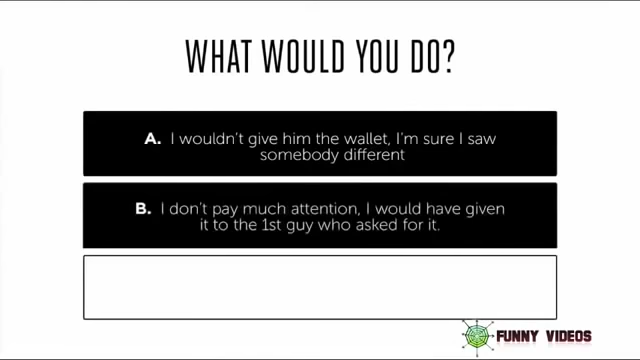 WHAT WOULD YOU DO?
A. I wouldn't give him the wallet, I'm sure I saw
somebody different
B. I don't pay much attention, I would have given
it to the 1st guy who asked for it.
FUNNY VIDEOS